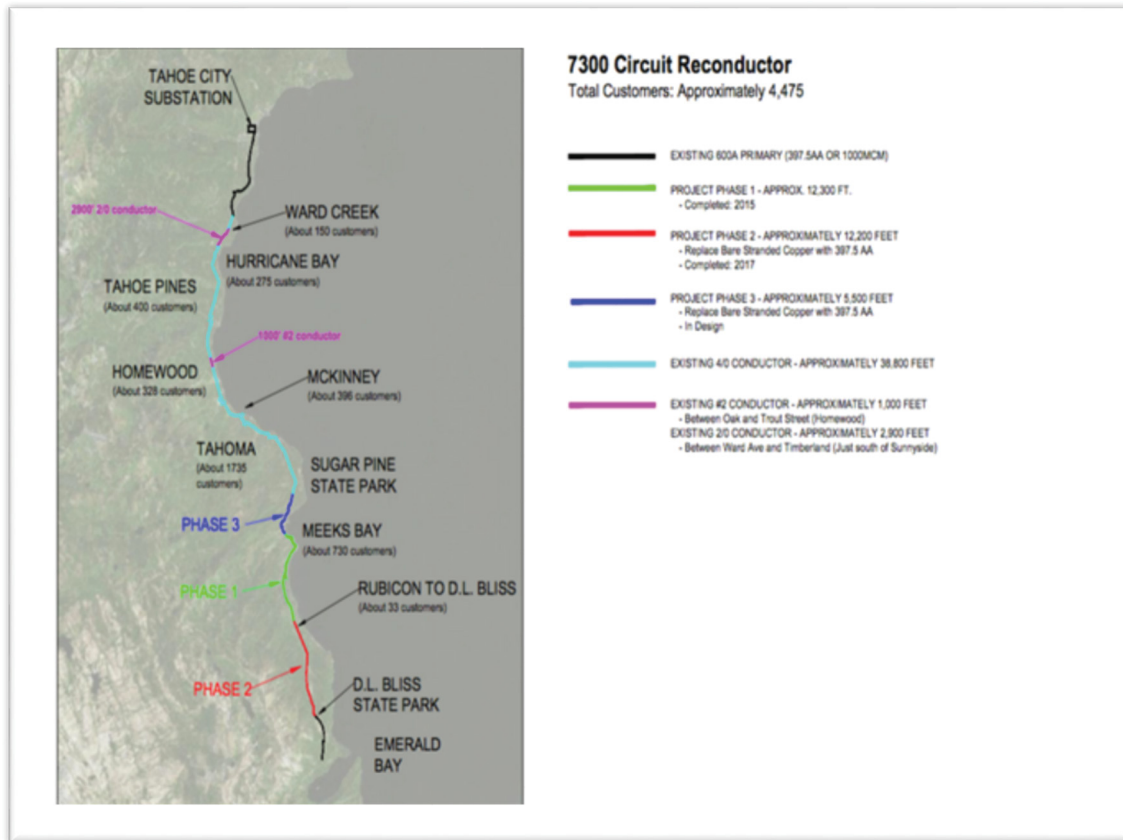 TAHOE CITY
SUBSTATION
2900' 2/0 conductor
WARD CREEK
(About 150 customers)
HURRICANE BAY
(About 275 customers)
TAHOE PINES
(About 400 customers)
1000' #2 conductor
HOMEWOOD
(About 328 customers)
MCKINNEY
(About 396 customers)
TAHOMA
(About 1735
customers)
SUGAR PINE
STATE PARK
PHASE 3
MEEKS BAY
(About 730 customers)
PHASE 1
RUBICON TO D.L. BLISS
(About 33 customers)
PHASE 2
D.L. BLISS
STATE PARK
EMERALD
BAY
7300 Circuit Reconductor
Total Customers: Approximately 4,475
EXISTING 600A PRIMARY (397.5AA OR 1000MCM)
PROJECT PHASE 1 - APPROX. 12,300 FT.
- Completed: 2015
PROJECT PHASE 2 - APPROXIMATELY 12,200 FEET
- Replace Bare Stranded Copper with 397.5 AA
- Completed: 2017
PROJECT PHASE 3 - APPROXIMATELY 5,500 FEET
- Replace Bare Stranded Copper with 397.5 AA
- In Design
EXISTING 4/0 CONDUCTOR - APPROXIMATELY 38,800 FEET
EXISTING #2 CONDUCTOR - APPROXIMATELY 1,000 FEET
- Between Oak and Trout Street (Homewood)
EXISTING 2/0 CONDUCTOR - APPROXIMATELY 2,900 FEET
- Between Ward Ave and Timberland (Just south of Sunnyside)